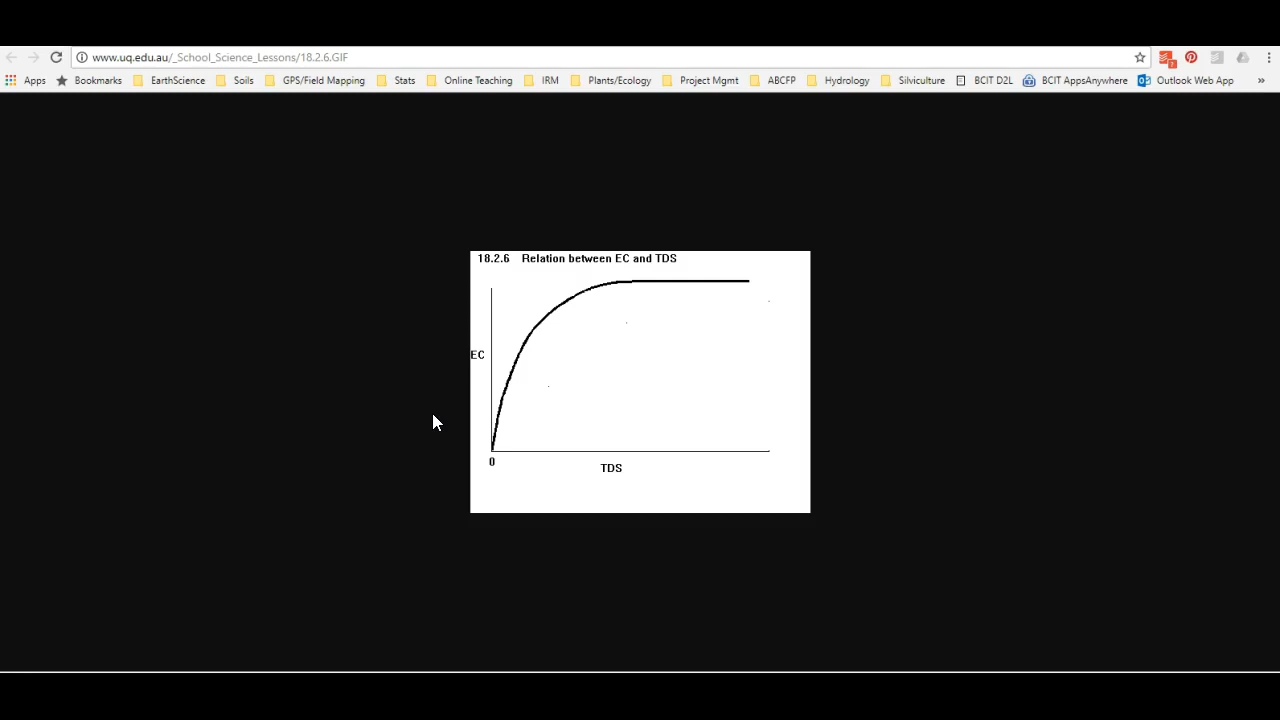 www.uq.edu.au/_School_Science_Lessons/18.2.6.GIF
Apps Bookmarks EarthScience Soils GPS/Field Mapping Stats Online Teaching IRM Plants/Ecology Project Mgmt ABCFP Hydrology Silviculture BCIT D2L BCIT AppsAnywhere Outlook Web App »
18.2.6 Relation between EC and TDS
EC
0
TDS